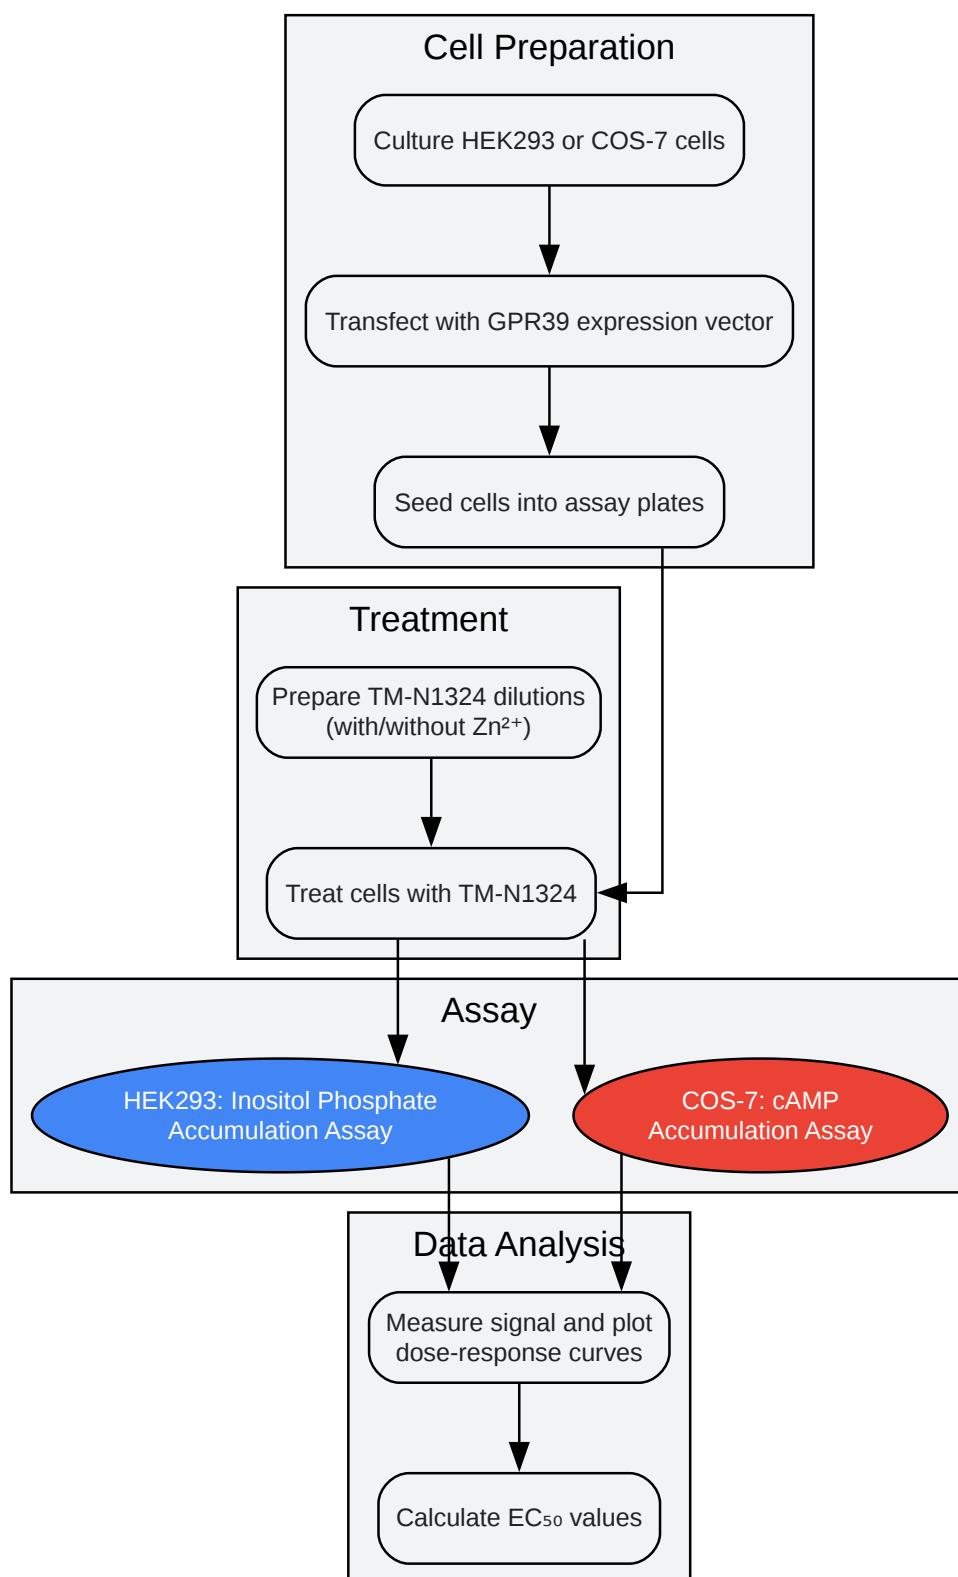 Cell Preparation
Culture HEK293 or COS-7 cells
Transfect with GPR39 expression vector
Seed cells into assay plates
Treatment
Prepare TM-N1324 dilutions
(with/without Zn²⁺)
Treat cells with TM-N1324
Assay
HEK293: Inositol Phosphate
Accumulation Assay
COS-7: cAMP
Accumulation Assay
Data Analysis
Measure signal and plot
dose-response curves
Calculate EC₅₀ values